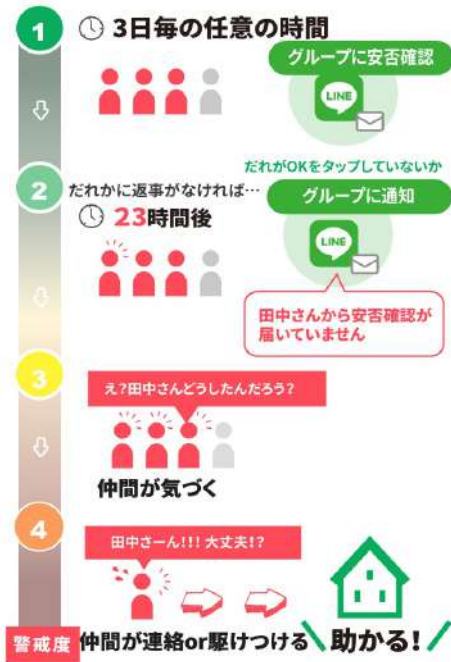 1
3日毎の任意の時間
グループに安否確認
LINE
だれがOKをタップしていないか
2
だれかに返事がなければ…
グループに通知
23時間後
LINE
田中さんから安否確認が
届いていません
3
え?田中さんどうしたんだろう?
仲間が気づく
4
田中さーん!!! 大丈夫!?
警戒度
仲間が連絡or駆けつける
助かる!